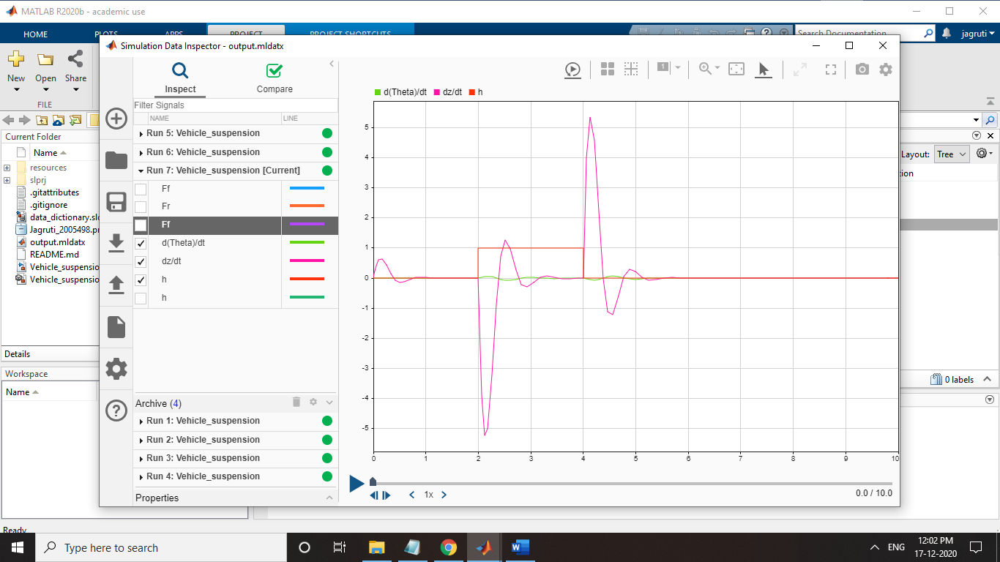 MATLAB R2020b - academic use
HOME PLOTS APPS PROJECT PROJECT SHORTCUTS
Search Documentation
jagruti
New Open Share
FILE
Simulation Data Inspector - output.mldatx
Inspect Compare
Filter Signals
NAME LINE
Run 5: Vehicle_suspension
Run 6: Vehicle_suspension
Run 7: Vehicle_suspension [Current]
Ff
Fr
Ff
d(Theta)/dt
dz/dt
h
h
Archive (4)
Run 1: Vehicle_suspension
Run 2: Vehicle_suspension
Run 3: Vehicle_suspension
Run 4: Vehicle_suspension
Properties
1
d(Theta)/dt dz/dt h
5
4
3
2
1
0
-1
-2
-3
-4
-5
0 1 2 3 4 5 6 7 8 9 10
1x
0.0 / 10.0
Current Folder
Name
resources
slprj
.gitattributes
.gitignore
data_dictionary.sl
Jagruti_2005498.pr
output.mldatx
README.md
Vehicle_suspensio
Vehicle_suspensio
Details
Workspace
Name
Ready
Layout: Tree
tion
0 labels
Type here to search
ENG
12:02 PM
17-12-2020